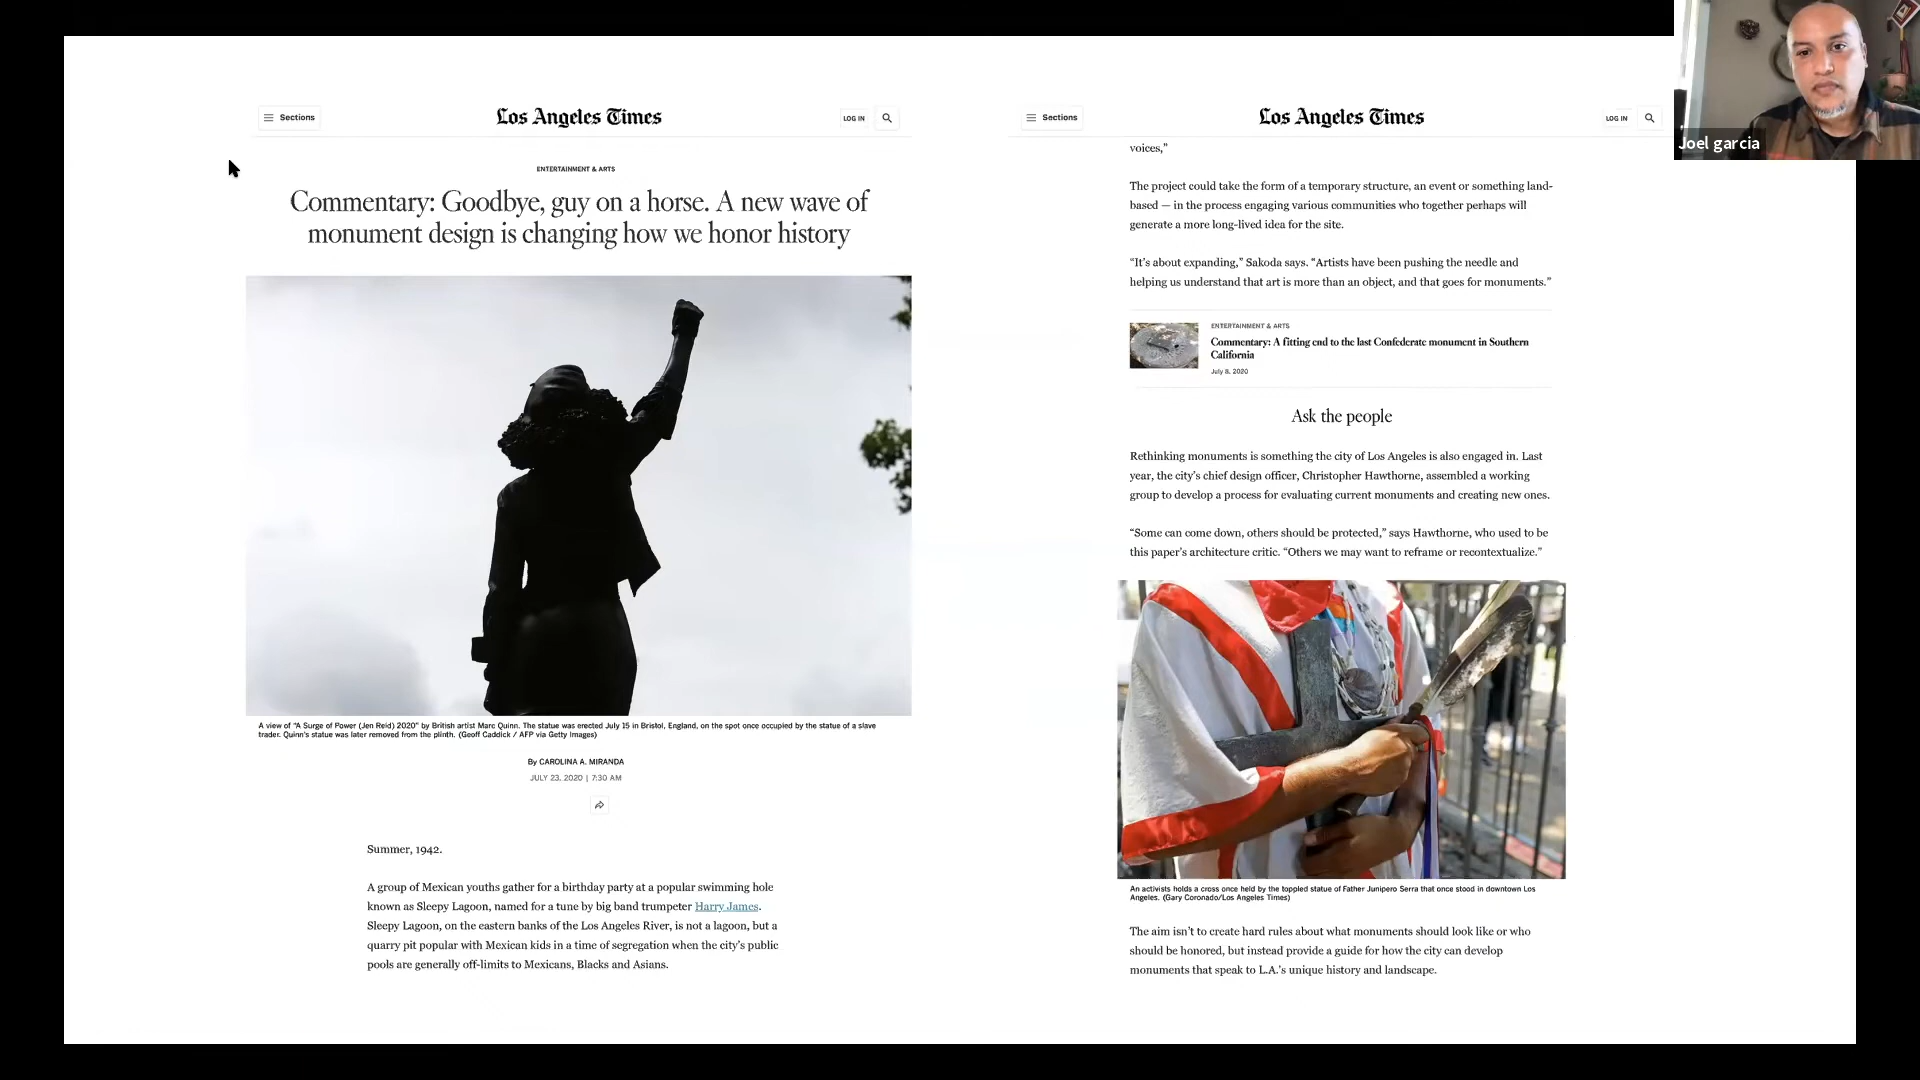 Sections
Los Angeles Times
LOG IN
ENTERTAINMENT & ARTS
Commentary: Goodbye, guy on a horse. A new wave of
monument design is changing how we honor history
A view of "A Surge of Power (Jen Reid) 2020" by British artist Marc Quinn. The statue was erected July 15 in Bristol, England, on the spot once occupied by the statue of a slave
trader. Quinn's statue was later removed from the plinth. (Geoff Caddick / AFP via Getty Images)
By CAROLINA A. MIRANDA
JULY 23, 2020 | 7:30 AM
Summer, 1942.
A group of Mexican youths gather for a birthday party at a popular swimming hole
known as Sleepy Lagoon, named for a tune by big band trumpeter Harry James.
Sleepy Lagoon, on the eastern banks of the Los Angeles River, is not a lagoon, but a
quarry pit popular with Mexican kids in a time of segregation when the city's public
pools are generally off-limits to Mexicans, Blacks and Asians.
Sections
Los Angeles Times
LOG IN
voices,"
The project could take the form of a temporary structure, an event or something land-
based — in the process engaging various communities who together perhaps will
generate a more long-lived idea for the site.
"It's about expanding," Sakoda says. "Artists have been pushing the needle and
helping us understand that art is more than an object, and that goes for monuments."
ENTERTAINMENT & ARTS
Commentary: A fitting end to the last Confederate monument in Southern
California
July 8, 2020
Ask the people
Rethinking monuments is something the city of Los Angeles is also engaged in. Last
year, the city's chief design officer, Christopher Hawthorne, assembled a working
group to develop a process for evaluating current monuments and creating new ones.
"Some can come down, others should be protected," says Hawthorne, who used to be
this paper's architecture critic. "Others we may want to reframe or recontextualize."
An activists holds a cross once held by the toppled statue of Father Junipero Serra that once stood in downtown Los
Angeles. (Gary Coronado/Los Angeles Times)
The aim isn't to create hard rules about what monuments should look like or who
should be honored, but instead provide a guide for how the city can develop
monuments that speak to L.A.'s unique history and landscape.
Joel garcia